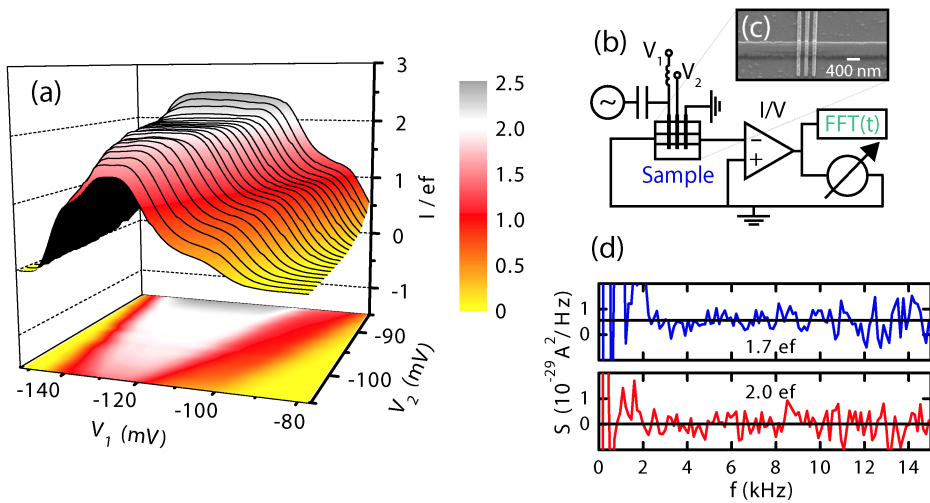 (a)
3
2
1
0
-1
I / ef
-140
-120
-100
-80
V1 (mV)
-100
-90
V2 (mV)
2.5
2.0
1.5
1.0
0.5
0
(b)
V1
V2
~
I/V
−
+
Sample
FFT(t)
(c)
400 nm
(d)
1
0
1.7 ef
1
0
2.0 ef
S (10-29 A2/ Hz)
0 2 4 6 8 10 12 14
f (kHz)